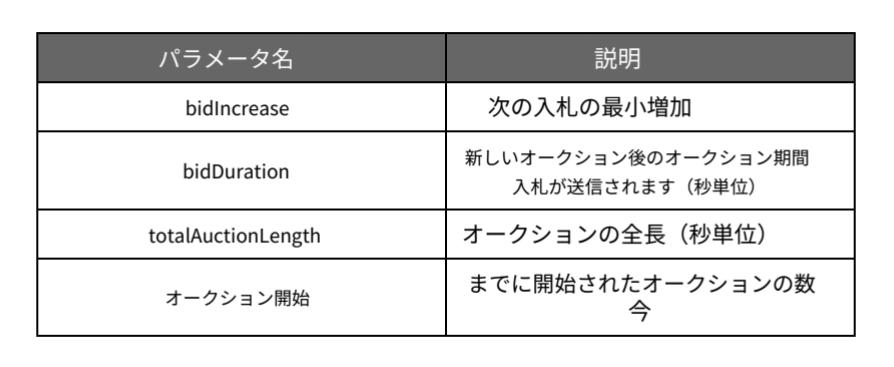 パラメータ名
説明
bidIncrease
次の入札の最小増加
bidDuration
新しいオークション後のオークション期間
入札が送信されます（秒単位）
totalAuctionLength
オークションの全長（秒単位）
オークション開始
までに開始されたオークションの数
今